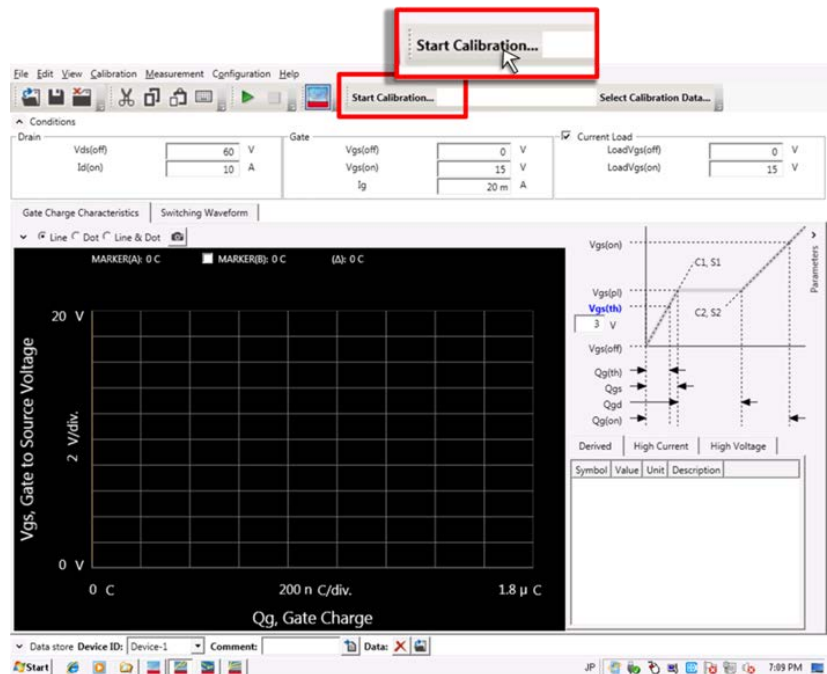 Start Calibration...
File Edit View Calibration Measurement Configuration Help
Start Calibration...
Select Calibration Data...
Conditions
Drain
Vds(off) 60 V
Id(on) 10 A
Gate
Vgs(off) 0 V
Vgs(on) 15 V
Ig 20 m A
Current Load
LoadVgs(off) 0 V
LoadVgs(on) 15 V
Gate Charge Characteristics
Switching Waveform
Line Dot Line & Dot
MARKER(A): 0 C MARKER(B): 0 C (Δ): 0 C
20 V
Vgs, Gate to Source Voltage
2 V/div.
0 V
0 C
200 n C/div.
1.8 μ C
Qg, Gate Charge
Parameters
Vgs(on)
C1, S1
Vgs(pl)
Vgs(th)
3 V
C2, S2
Vgs(off)
Qg(th)
Qgs
Qgd
Qg(on)
Derived High Current High Voltage
Symbol Value Unit Description
Data store Device ID: Device-1 Comment: Data:
Start
JP
7:09 PM